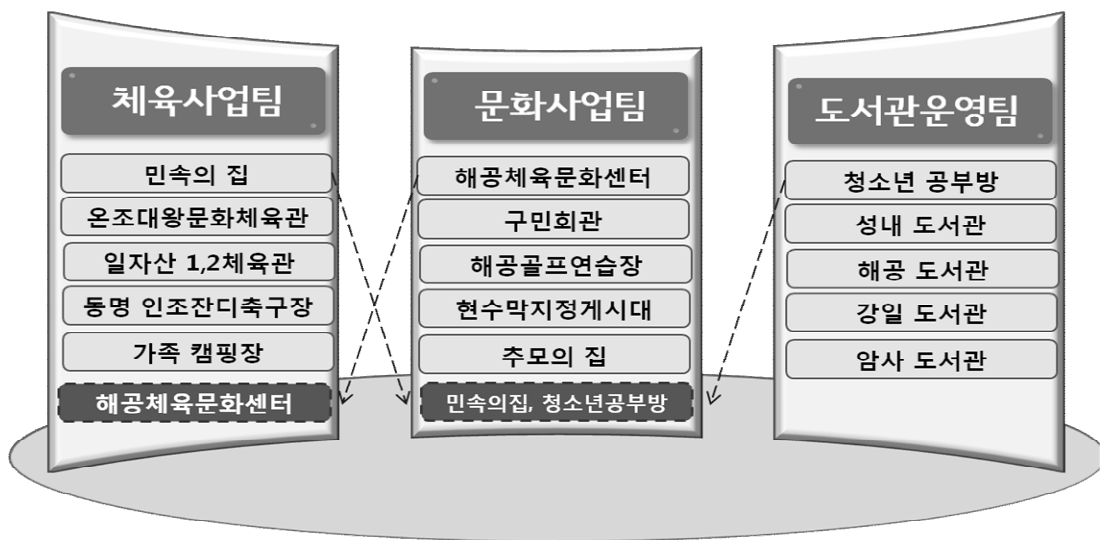 체육사업팀
민속의 집
온조대왕문화체육관
일자산 1,2체육관
동명 인조잔디축구장
가족 캠핑장
해공체육문화센터
문화사업팀
해공체육문화센터
구민회관
해공골프연습장
현수막지정게시대
추모의 집
민속의집, 청소년공부방
도서관운영팀
청소년 공부방
성내 도서관
해공 도서관
강일 도서관
암사 도서관